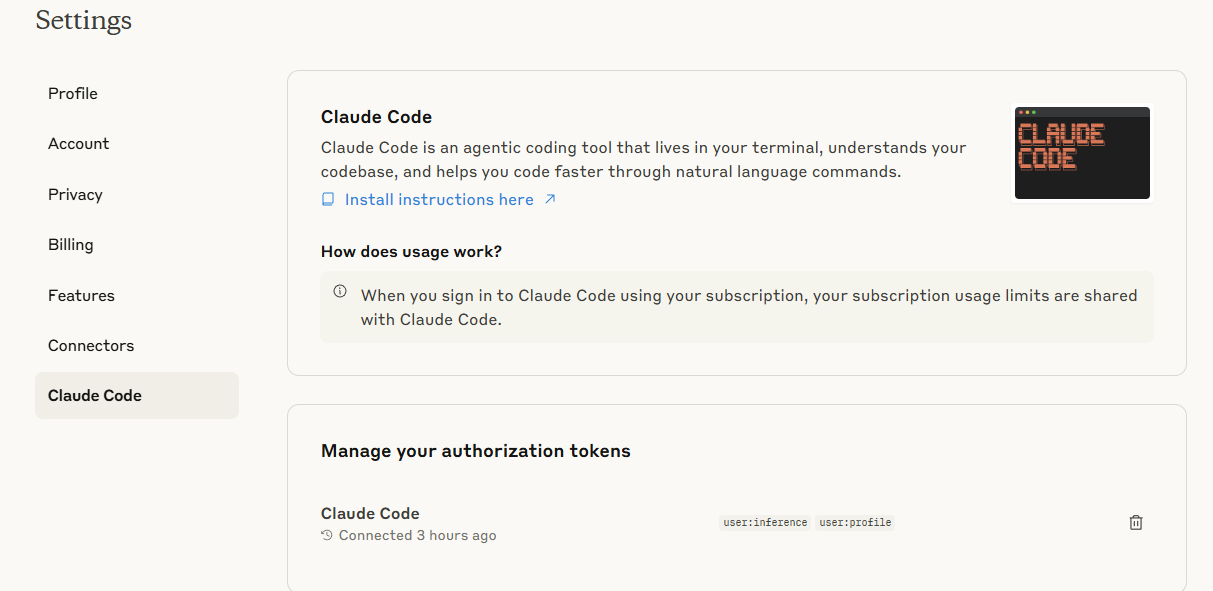 Settings
Profile
Account
Privacy
Billing
Features
Connectors
Claude Code
Claude Code
Claude Code is an agentic coding tool that lives in your terminal, understands your
codebase, and helps you code faster through natural language commands.
Install instructions here
CLAUDE
CODE
How does usage work?
When you sign in to Claude Code using your subscription, your subscription usage limits are shared
with Claude Code.
Manage your authorization tokens
Claude Code
Connected 3 hours ago
user:inference user:profile